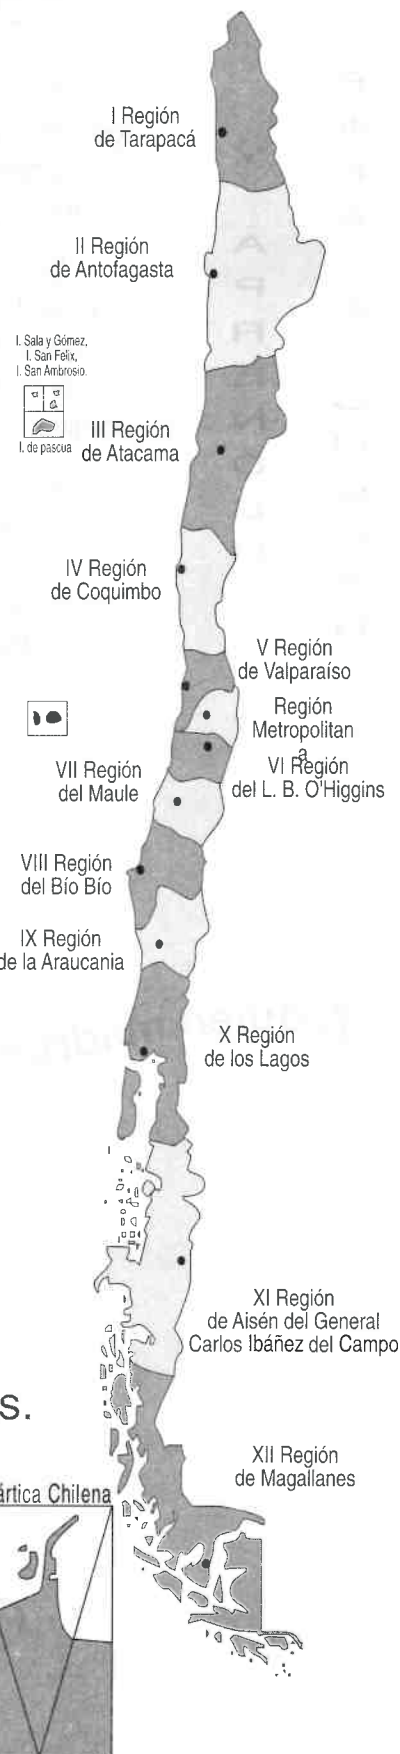 I Región
de Tarapacá
II Región
de Antofagasta
I. Sala y Gómez,
I. San Felix,
I. San Ambrosio.
I. de pascua
III Región
de Atacama
IV Región
de Coquimbo
V Región
de Valparaíso
Región
Metropolitan
a
VI Región
del L. B. O'Higgins
VII Región
del Maule
VIII Región
del Bío Bío
IX Región
de la Araucania
X Región
de los Lagos
XI Región
de Aisén del General
Carlos Ibáñez del Campo
s.
XII Región
de Magallanes
ártica Chilena